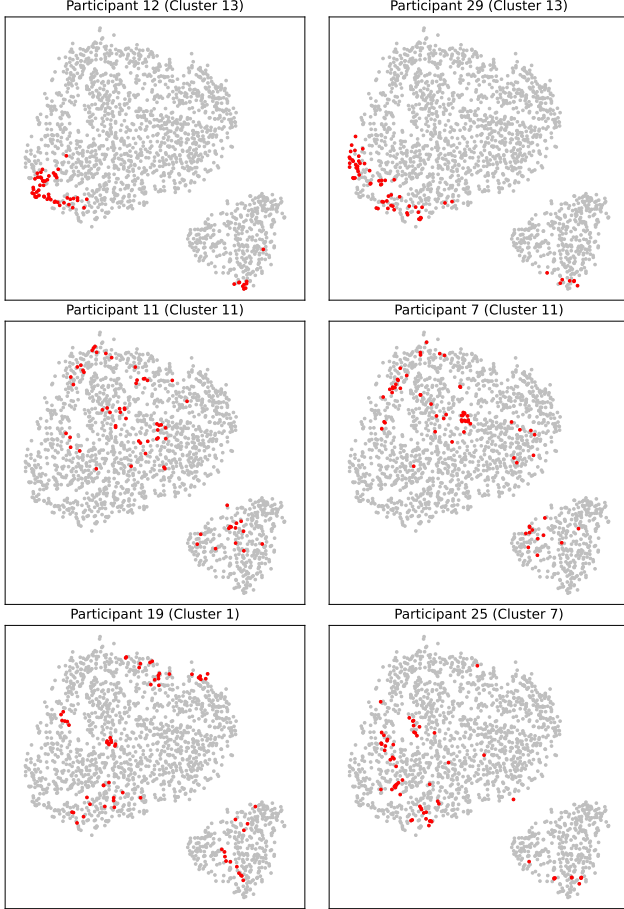 Participant 12 (Cluster 13)
Participant 29 (Cluster 13)
Participant 11 (Cluster 11)
Participant 7 (Cluster 11)
Participant 19 (Cluster 1)
Participant 25 (Cluster 7)